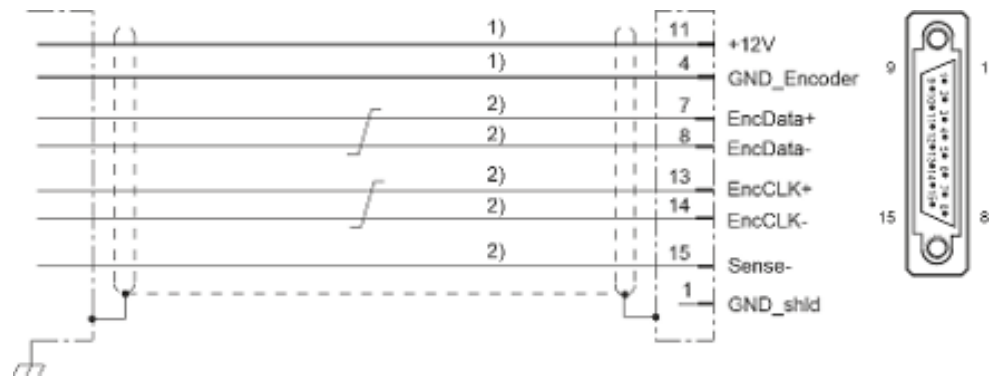 1) 11 +12V
1) 4 GND_Encoder
2) 7 EncData+
2) 8 EncData-
2) 13 EncCLK+
2) 14 EncCLK-
2) 15 Sense-
1 GND_shld
9 1
15 8